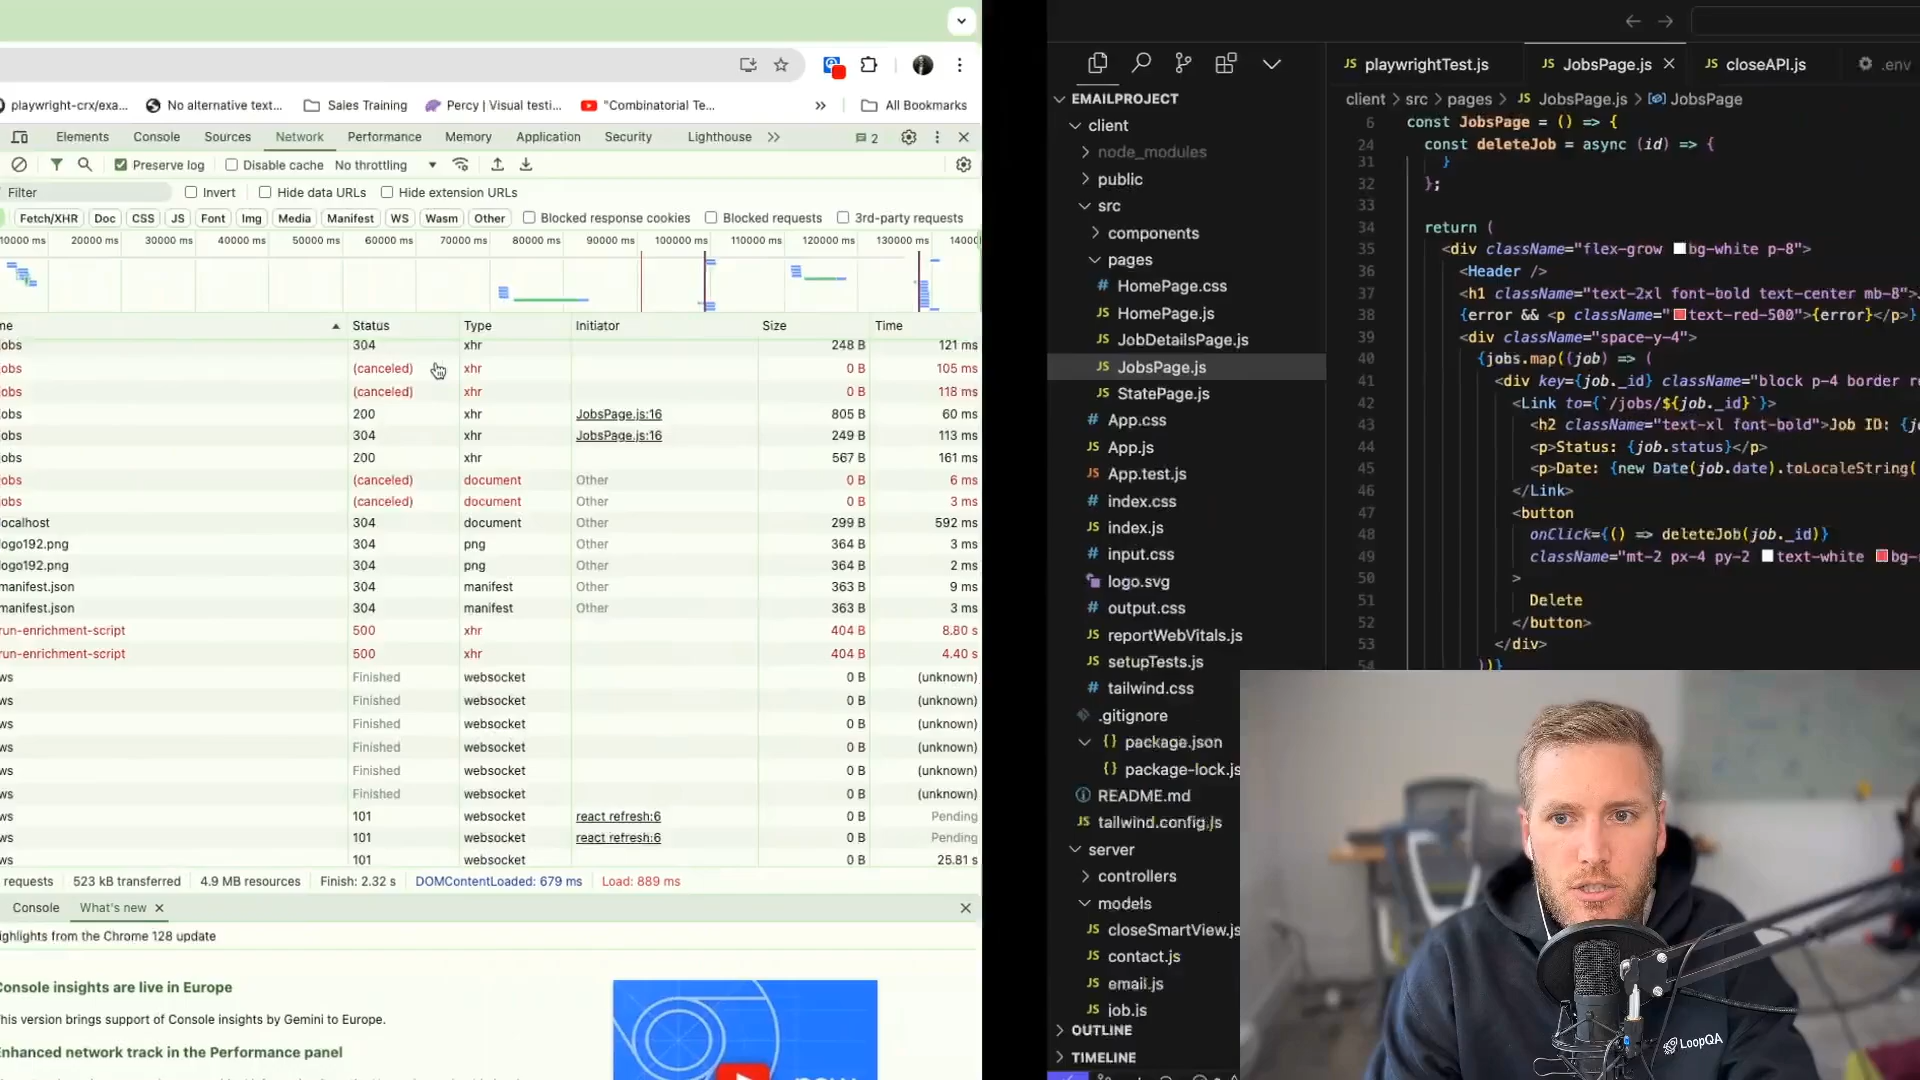 playwright-crx/exa...
No alternative text...
Sales Training
Percy | Visual testi...
"Combinatorial Te...
»
All Bookmarks
Elements
Console
Sources
Network
Performance
Memory
Application
Security
Lighthouse
»
2
Preserve log
Disable cache
No throttling
Filter
Invert
Hide data URLs
Hide extension URLs
Fetch/XHR
Doc
CSS
JS
Font
Img
Media
Manifest
WS
Wasm
Other
Blocked response cookies
Blocked requests
3rd-party requests
10000 ms
20000 ms
30000 ms
40000 ms
50000 ms
60000 ms
70000 ms
80000 ms
90000 ms
100000 ms
110000 ms
120000 ms
130000 ms
14000
me Status Type Initiator Size Time
obs 304 xhr 248 B 121 ms
obs (canceled) xhr 0 B 105 ms
obs (canceled) xhr 0 B 118 ms
obs 200 xhr JobsPage.js:16 805 B 60 ms
obs 304 xhr JobsPage.js:16 249 B 113 ms
obs 200 xhr 567 B 161 ms
obs (canceled) document Other 0 B 6 ms
obs (canceled) document Other 0 B 3 ms
ocalhost 304 document Other 299 B 592 ms
ogo192.png 304 png Other 364 B 3 ms
ogo192.png 304 png Other 364 B 2 ms
manifest.json 304 manifest Other 363 B 9 ms
manifest.json 304 manifest Other 363 B 3 ms
run-enrichment-script 500 xhr 404 B 8.80 s
run-enrichment-script 500 xhr 404 B 4.40 s
ws Finished websocket 0 B (unknown)
ws Finished websocket 0 B (unknown)
ws Finished websocket 0 B (unknown)
ws Finished websocket 0 B (unknown)
ws Finished websocket 0 B (unknown)
ws Finished websocket 0 B (unknown)
ws 101 websocket react refresh:6 0 B Pending
ws 101 websocket react refresh:6 0 B Pending
ws 101 websocket 0 B 25.81 s
requests 523 kB transferred 4.9 MB resources Finish: 2.32 s DOMContentLoaded: 679 ms Load: 889 ms
Console
What's new
ighlights from the Chrome 128 update
Console insights are live in Europe
his version brings support of Console insights by Gemini to Europe.
Enhanced network track in the Performance panel
EMAILPROJECT
client
node_modules
public
src
components
pages
# HomePage.css
JS HomePage.js
JS JobDetailsPage.js
JS JobsPage.js
JS StatePage.js
# App.css
JS App.js
JS App.test.js
# index.css
JS index.js
# input.css
logo.svg
# output.css
JS reportWebVitals.js
JS setupTests.js
# tailwind.css
.gitignore
{} package.json
{} package-lock.js
README.md
JS tailwind.config.js
server
controllers
models
JS closeSmartView.js
JS contact.js
JS email.js
JS job.js
OUTLINE
TIMELINE
JS playwrightTest.js
JS JobsPage.js
JS closeAPI.js
.env
client > src > pages > JS JobsPage.js > JobsPage
6 const JobsPage = () => {
24 const deleteJob = async (id) => {
31 }
32 };
33
34 return (
35 <div className="flex-grow bg-white p-8">
36 <Header />
37 <h1 className="text-2xl font-bold text-center mb-8">
38 {error && <p className="text-red-500">{error}</p>}
39 <div className="space-y-4">
40 {jobs.map((job) => (
41 <div key={job._id} className="block p-4 border r
42 <Link to={`/jobs/${job._id}`}>
43 <h2 className="text-xl font-bold">Job ID: {j
44 <p>Status: {job.status}</p>
45 <p>Date: {new Date(job.date).toLocaleString(
46 </Link>
47 <button
48 onClick={() => deleteJob(job._id)}
49 className="mt-2 px-4 py-2 text-white bg-
50 >
51 Delete
52 </button>
53 </div>
54 ))}
LoopQA